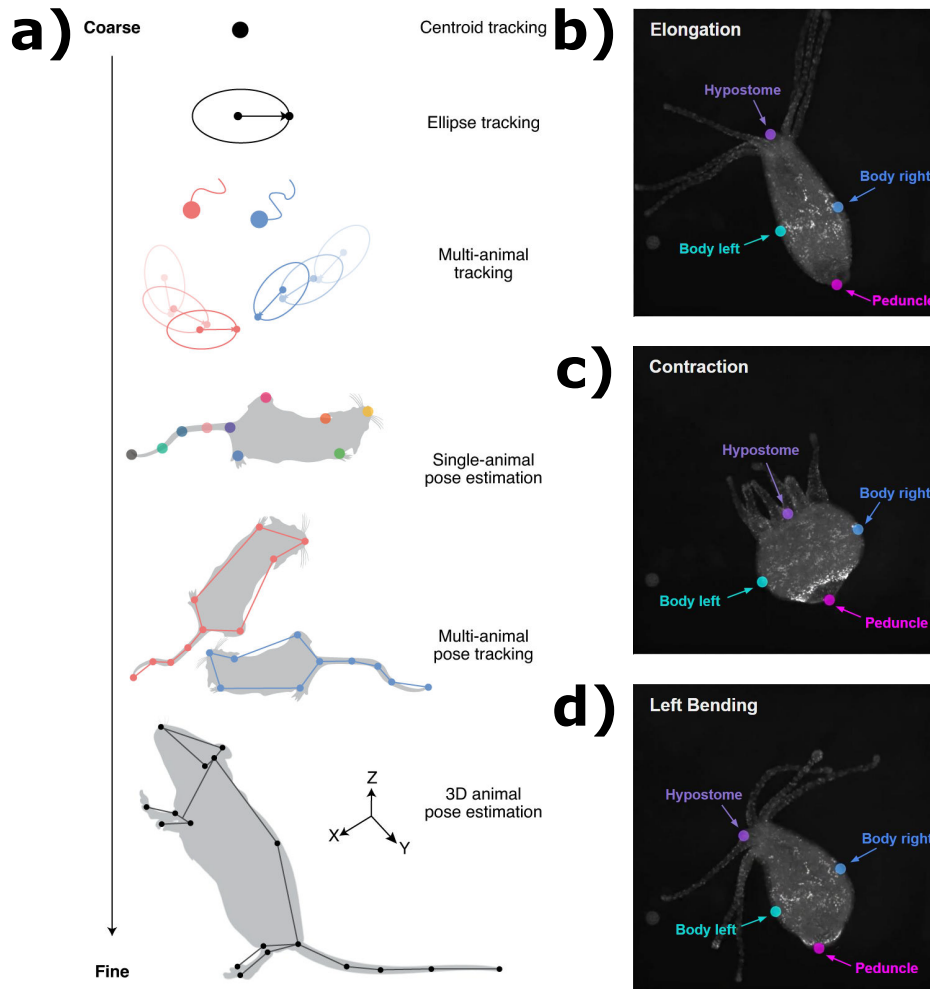 a)
Coarse
Centroid tracking
Ellipse tracking
Multi-animal
tracking
Single-animal
pose estimation
Multi-animal
pose tracking
3D animal
pose estimation
Z
X
Y
Fine
b)
Elongation
Hypostome
Body right
Body left
Peduncle
c)
Contraction
Hypostome
Body right
Body left
Peduncle
d)
Left Bending
Hypostome
Body right
Body left
Peduncle